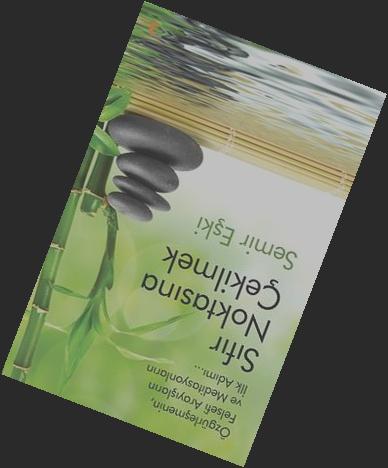 Özgürleşmenin,
Felsefi Arayışların
ve Meditasyonların
İlk Adımı...
Sıfır
Noktasına
Çekilmek
Semir Eşki